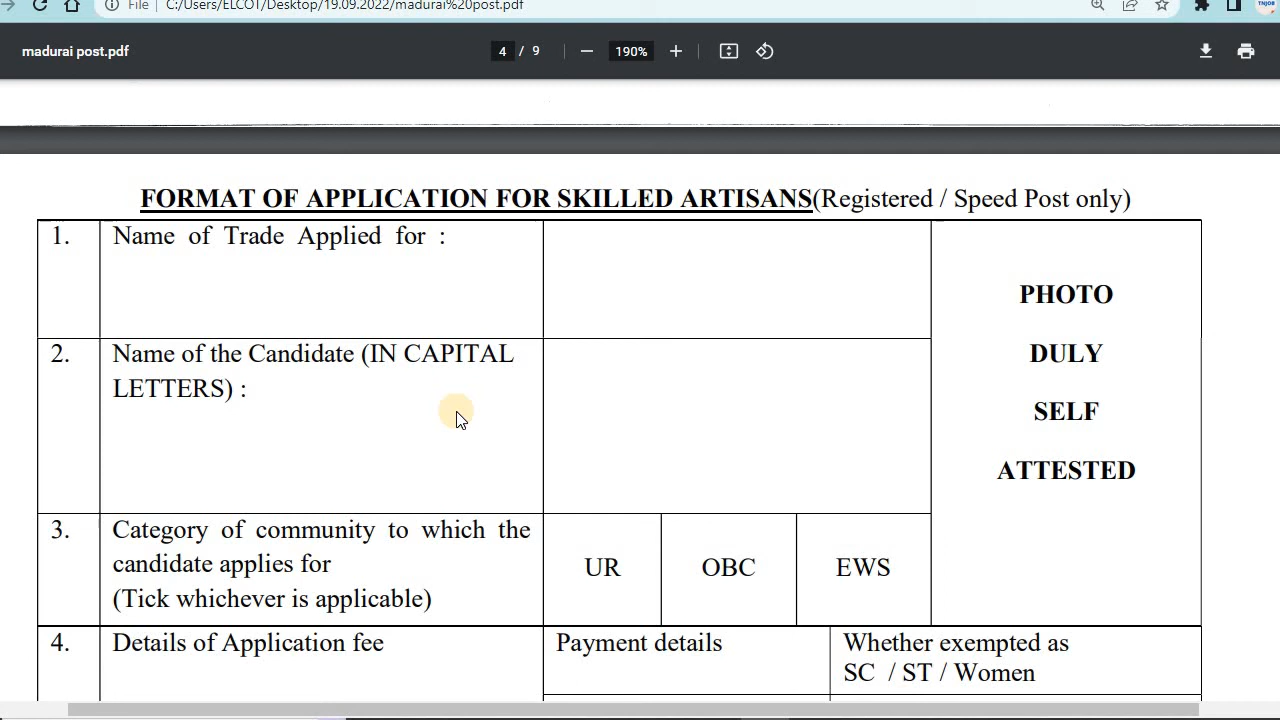 File C:/Users/ELCOT/Desktop/19.09.2022/madurai%20post.pdf
TNJOB
madurai post.pdf
4 / 9
190%
FORMAT OF APPLICATION FOR SKILLED ARTISANS(Registered / Speed Post only)
1. Name of Trade Applied for :
PHOTO
DULY
SELF
ATTESTED
2. Name of the Candidate (IN CAPITAL
LETTERS) :
3. Category of community to which the
candidate applies for
(Tick whichever is applicable)
UR OBC EWS
4. Details of Application fee
Payment details
Whether exempted as
SC / ST / Women